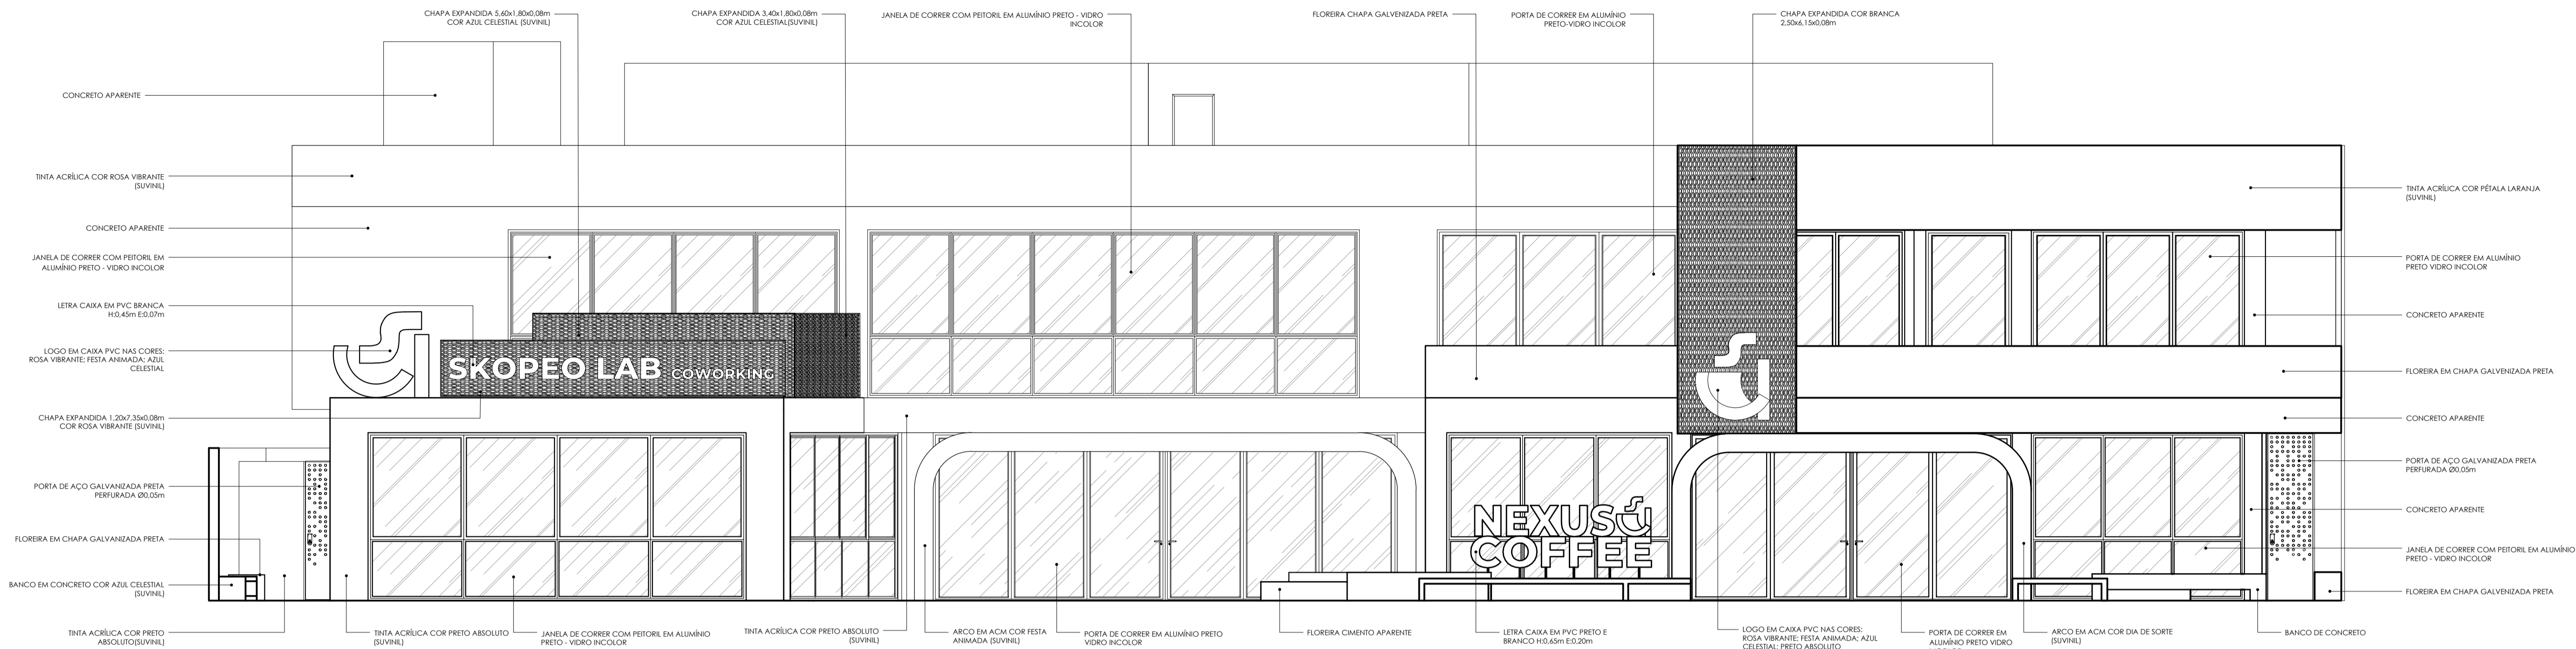 CHAPA EXPANDIDA 5,60x1,80x0,08m
COR AZUL CELESTIAL (SUVINIL)
CHAPA EXPANDIDA 3,40x1,80x0,08m
COR AZUL CELESTIAL(SUVINIL)
JANELA DE CORRER COM PEITORIL EM ALUMÍNIO PRETO - VIDRO
INCOLOR
FLOREIRA CHAPA GALVENIZADA PRETA
PORTA DE CORRER EM ALUMÍNIO
PRETO-VIDRO INCOLOR
CHAPA EXPANDIDA COR BRANCA
2,50x6,15x0,08m
CONCRETO APARENTE
TINTA ACRÍLICA COR ROSA VIBRANTE
(SUVINIL)
CONCRETO APARENTE
JANELA DE CORRER COM PEITORIL EM
ALUMÍNIO PRETO - VIDRO INCOLOR
LETRA CAIXA EM PVC BRANCA
H:0,45m E:0,07m
LOGO EM CAIXA PVC NAS CORES:
ROSA VIBRANTE; FESTA ANIMADA; AZUL
CELESTIAL
CHAPA EXPANDIDA 1,20x7,35x0,08m
COR ROSA VIBRANTE (SUVINIL)
PORTA DE AÇO GALVANIZADA PRETA
PERFURADA Ø0,05m
FLOREIRA EM CHAPA GALVANIZADA PRETA
BANCO EM CONCRETO COR AZUL CELESTIAL
(SUVINIL)
SKOPEO LAB COWORKING
NEXUS
COFFEE
TINTA ACRÍLICA COR PÉTALA LARANJA
(SUVINIL)
PORTA DE CORRER EM ALUMÍNIO
PRETO VIDRO INCOLOR
CONCRETO APARENTE
FLOREIRA EM CHAPA GALVANIZADA PRETA
CONCRETO APARENTE
PORTA DE AÇO GALVANIZADA PRETA
PERFURADA Ø0,05m
CONCRETO APARENTE
JANELA DE CORRER COM PEITORIL EM ALUMÍNIO
PRETO - VIDRO INCOLOR
FLOREIRA EM CHAPA GALVANIZADA PRETA
TINTA ACRÍLICA COR PRETO
ABSOLUTO(SUVINIL)
TINTA ACRÍLICA COR PRETO ABSOLUTO
(SUVINIL)
JANELA DE CORRER COM PEITORIL EM ALUMÍNIO
PRETO - VIDRO INCOLOR
TINTA ACRÍLICA COR PRETO ABSOLUTO
(SUVINIL)
ARCO EM ACM COR FESTA
ANIMADA (SUVINIL)
PORTA DE CORRER EM ALUMÍNIO PRETO
VIDRO INCOLOR
FLOREIRA CIMENTO APARENTE
LETRA CAIXA EM PVC PRETO E
BRANCO H:0,65m E:0,20m
LOGO EM CAIXA PVC NAS CORES:
ROSA VIBRANTE; FESTA ANIMADA; AZUL
CELESTIAL; PRETO ABSOLUTO
PORTA DE CORRER EM
ALUMÍNIO PRETO VIDRO
ARCO EM ACM COR DIA DE SORTE
(SUVINIL)
BANCO DE CONCRETO